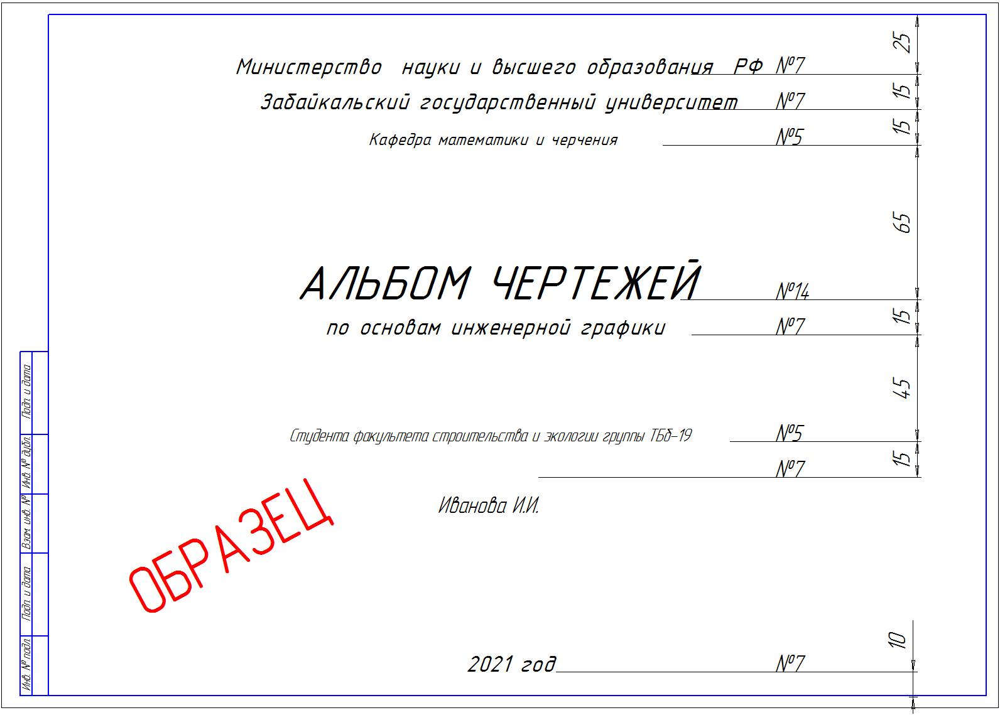 25
Министерство науки и высшего образования РФ №7
15
Забайкальский государственный университет №7
15
Кафедра математики и черчения №5
65
АЛЬБОМ ЧЕРТЕЖЕЙ №14
15
по основам инженерной графики №7
45
Студента факультета строительства и экологии группы ТБб-19 №5
15
№7
Иванова И.И.
ОБРАЗЕЦ
10
2021 год №7
Подп. и дата
Инв. № дубл.
Взам. инв. №
Подп. и дата
Инв. № подл.